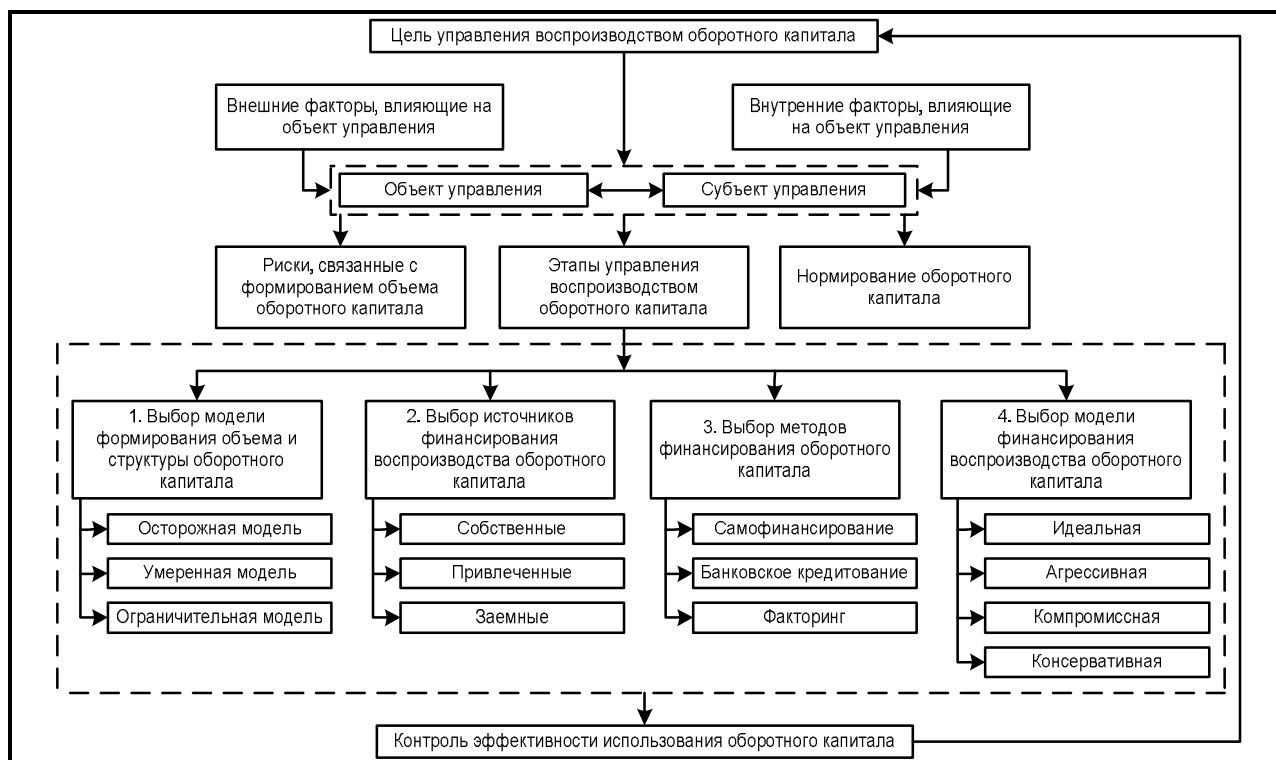 Цель управления воспроизводством оборотного капитала
Внешние факторы, влияющие на
объект управления
Внутренние факторы, влияющие
на объект управления
Объект управления
Субъект управления
Риски, связанные с
формированием объема
оборотного капитала
Этапы управления
воспроизводством
оборотного капитала
Нормирование оборотного
капитала
1. Выбор модели
формирования объема и
структуры оборотного
капитала
Осторожная модель
Умеренная модель
Ограничительная модель
2. Выбор источников
финансирования
воспроизводства оборотного
капитала
Собственные
Привлеченные
Заемные
3. Выбор методов
финансирования оборотного
капитала
Самофинансирование
Банковское кредитование
Факторинг
4. Выбор модели
финансирования
воспроизводства оборотного
капитала
Идеальная
Агрессивная
Компромиссная
Консервативная
Контроль эффективности использования оборотного капитала